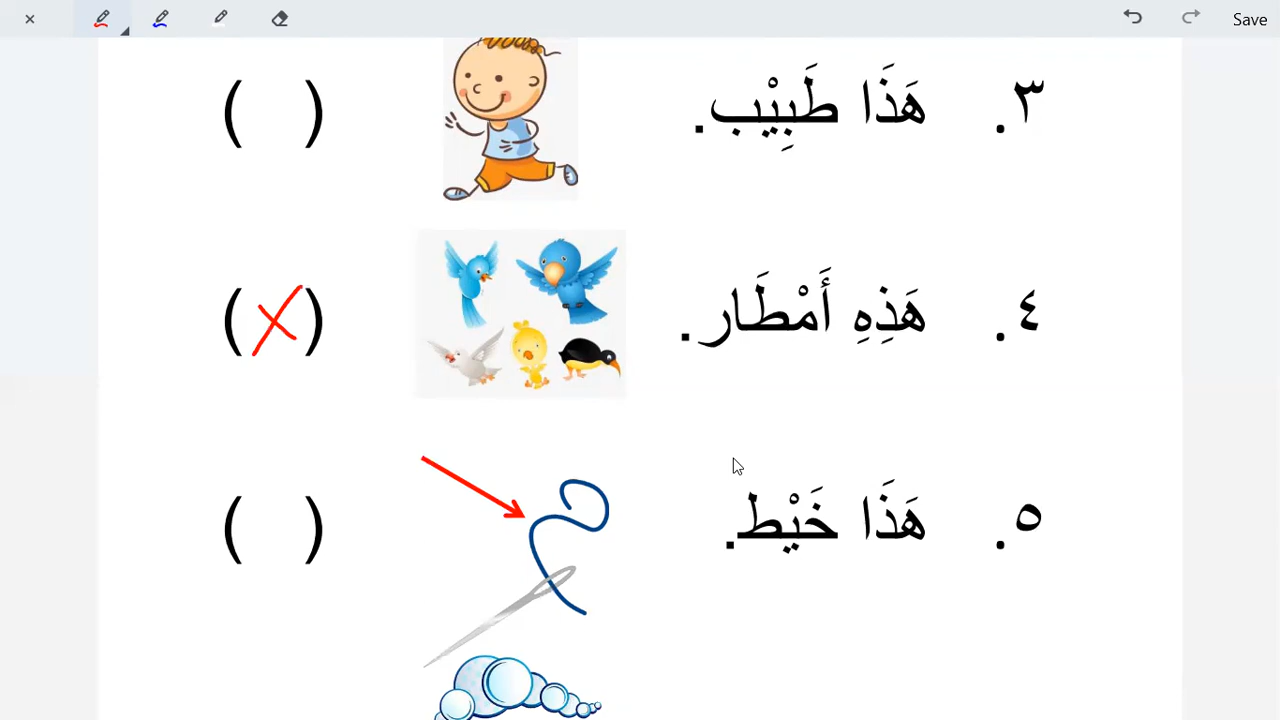 Save
٣. هَذَا طَبِيْب. ( )
٤. هَذِهِ أَمْطَار. (X)
٥. هَذَا خَيْط. ( )